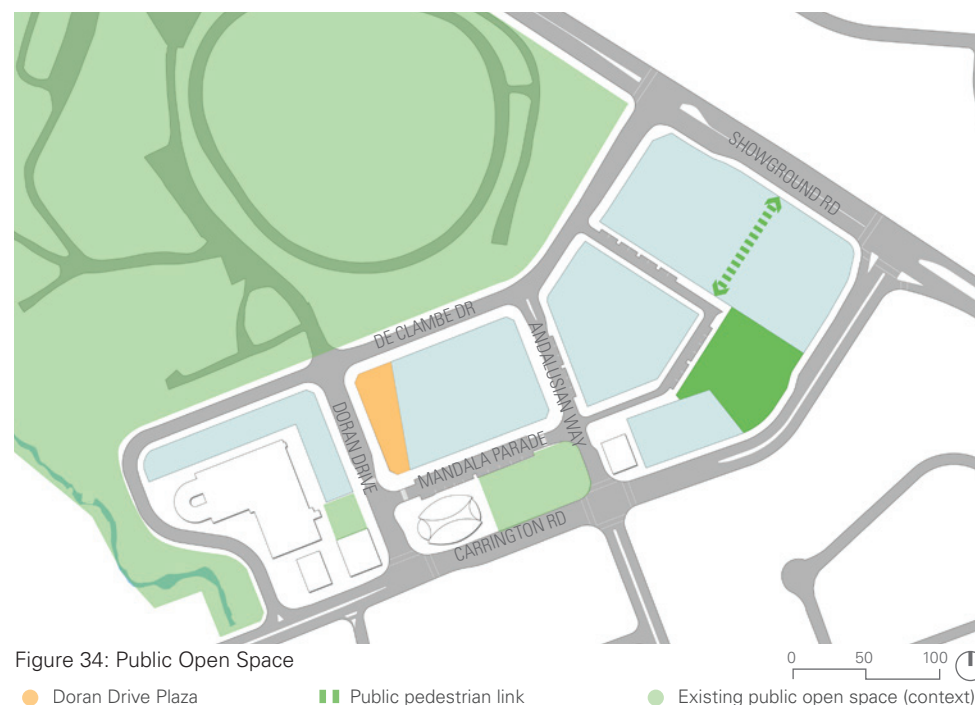 SHOWGROUND RD
DE CLAMBE DR
ANDALUSIAN WAY
DORAN DRIVE
MANDALA PARADE
CARRINGTON RD
Figure 34: Public Open Space
0 50 100
Doran Drive Plaza
Public pedestrian link
Existing public open space (context)